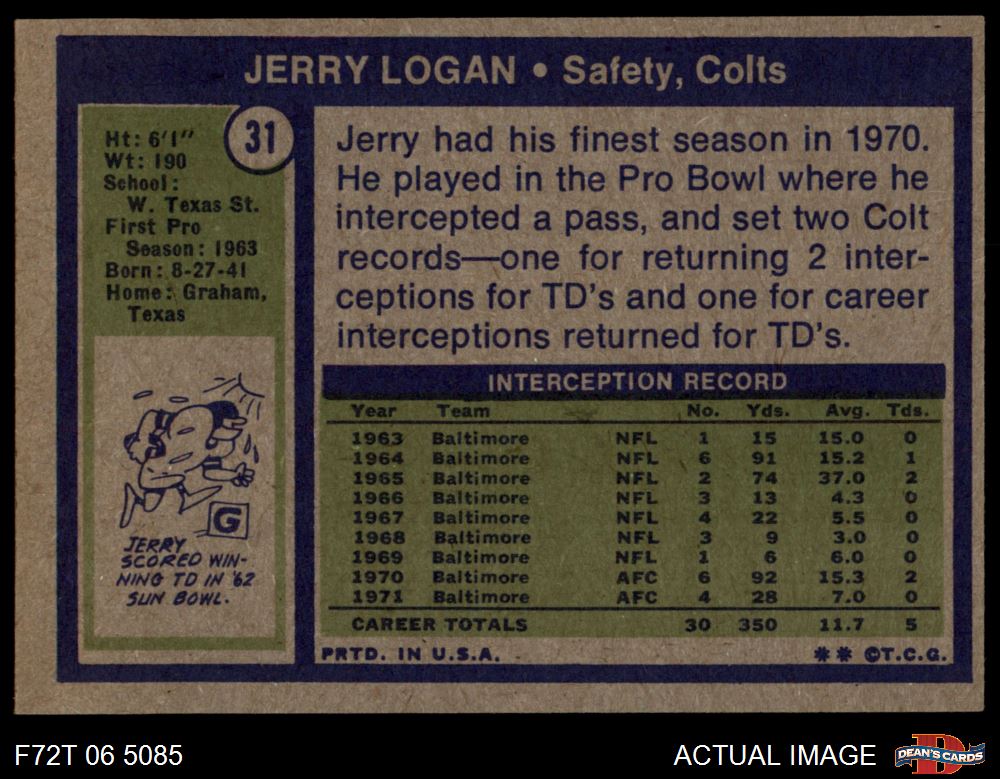 JERRY LOGAN • Safety, Colts
31
Ht: 6'1"
Wt: 190
School:
W. Texas St.
First Pro
Season: 1963
Born: 8-27-41
Home: Graham,
Texas
G
JERRY
SCORED WIN-
NING TD IN '62
SUN BOWL.
Jerry had his finest season in 1970.
He played in the Pro Bowl where he
intercepted a pass, and set two Colt
records—one for returning 2 inter-
ceptions for TD's and one for career
interceptions returned for TD's.
INTERCEPTION RECORD
Year Team No. Yds. Avg. Tds.
1963 Baltimore NFL 1 15 15.0 0
1964 Baltimore NFL 6 91 15.2 1
1965 Baltimore NFL 2 74 37.0 2
1966 Baltimore NFL 3 13 4.3 0
1967 Baltimore NFL 4 22 5.5 0
1968 Baltimore NFL 3 9 3.0 0
1969 Baltimore NFL 1 6 6.0 0
1970 Baltimore AFC 6 92 15.3 2
1971 Baltimore AFC 4 28 7.0 0
CAREER TOTALS 30 350 11.7 5
PRTD. IN U.S.A. ** ©T.C.G.
F72T 06 5085 ACTUAL IMAGE
D
DEAN'S CARDS